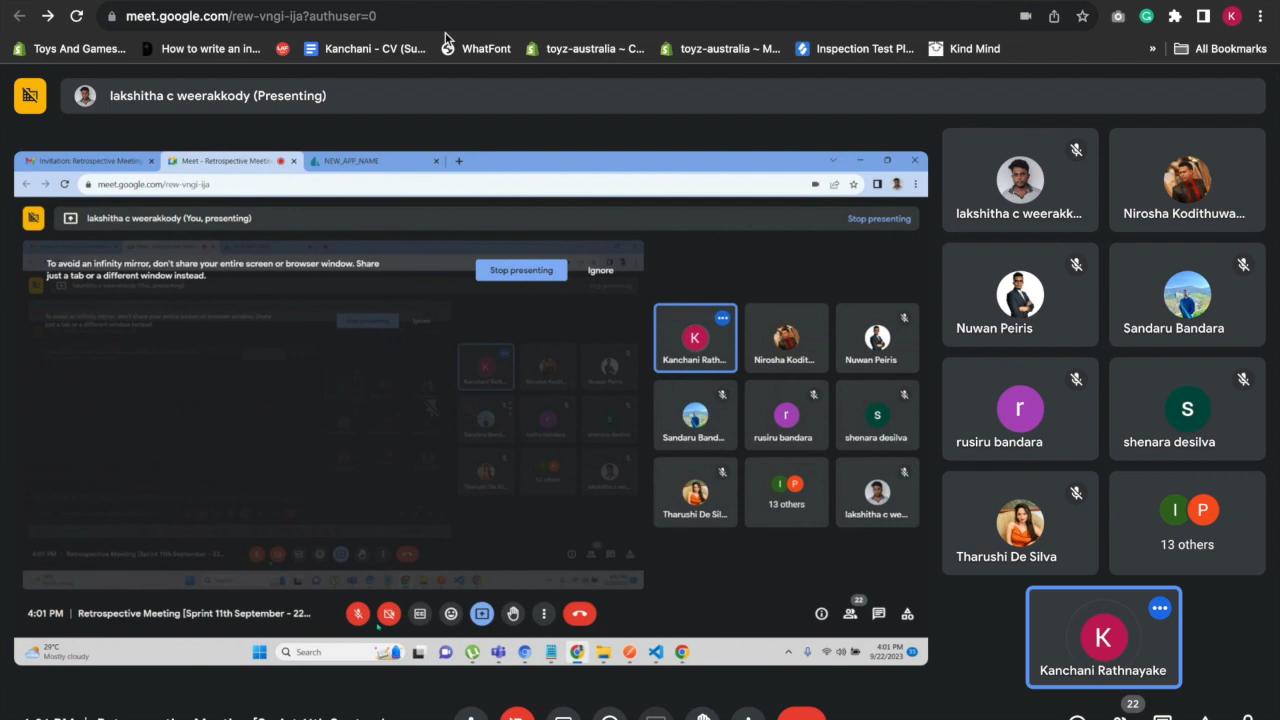 meet.google.com/rew-vngi-ija?authuser=0
K
Toys And Games...
How to write an in...
Kanchani - CV (Su...
WhatFont
toyz-australia ~ C...
toyz-australia ~ M...
Inspection Test Pl...
Kind Mind
»
All Bookmarks
lakshitha c weerakkody (Presenting)
Invitation: Retrospective Meeting
Meet - Retrospective Meetin
NEW_APP_NAME
meet.google.com/rew-vngi-ija
lakshitha c weerakkody (You, presenting)
Stop presenting
To avoid an infinity mirror, don't share your entire screen or browser window. Share
just a tab or a different window instead.
Stop presenting
Ignore
K
Kanchani Rath...
Nirosha Kodit...
Nuwan Peiris
Sandaru Band...
r
rusiru bandara
s
shenara desilva
Tharushi De Sil...
I P
13 others
lakshitha c we...
4:01 PM | Retrospective Meeting [Sprint 11th September - 22...
22
29°C
Mostly cloudy
Search
4:01 PM
9/22/2023
lakshitha c weerakk...
Nirosha Kodithuwa...
Nuwan Peiris
Sandaru Bandara
r
rusiru bandara
s
shenara desilva
Tharushi De Silva
I P
13 others
K
Kanchani Rathnayake
22